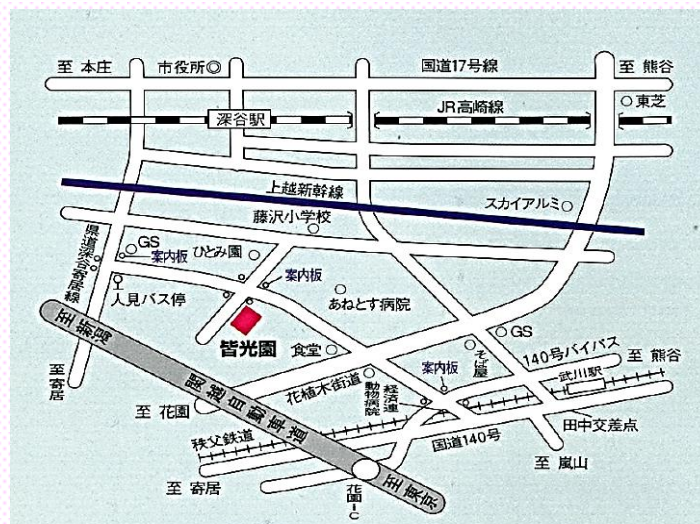 至 本庄
市役所
国道17号線
至 熊谷
東芝
深谷駅
JR高崎線
上越新幹線
スカイアルミ
藤沢小学校
県道深谷寄居線
GS
案内板
ひとみ園
案内板
人見バス停
あねとす病院
至新潟
皆光園
食堂
GS
そば屋
140号バイパス
至 熊谷
至 寄居
関越自動車道
案内板
武川駅
花植木街道
経済連
動物病院
至 花園
田中交差点
秩父鉄道
国道140号
至 寄居
至 嵐山
花園IC
至東京